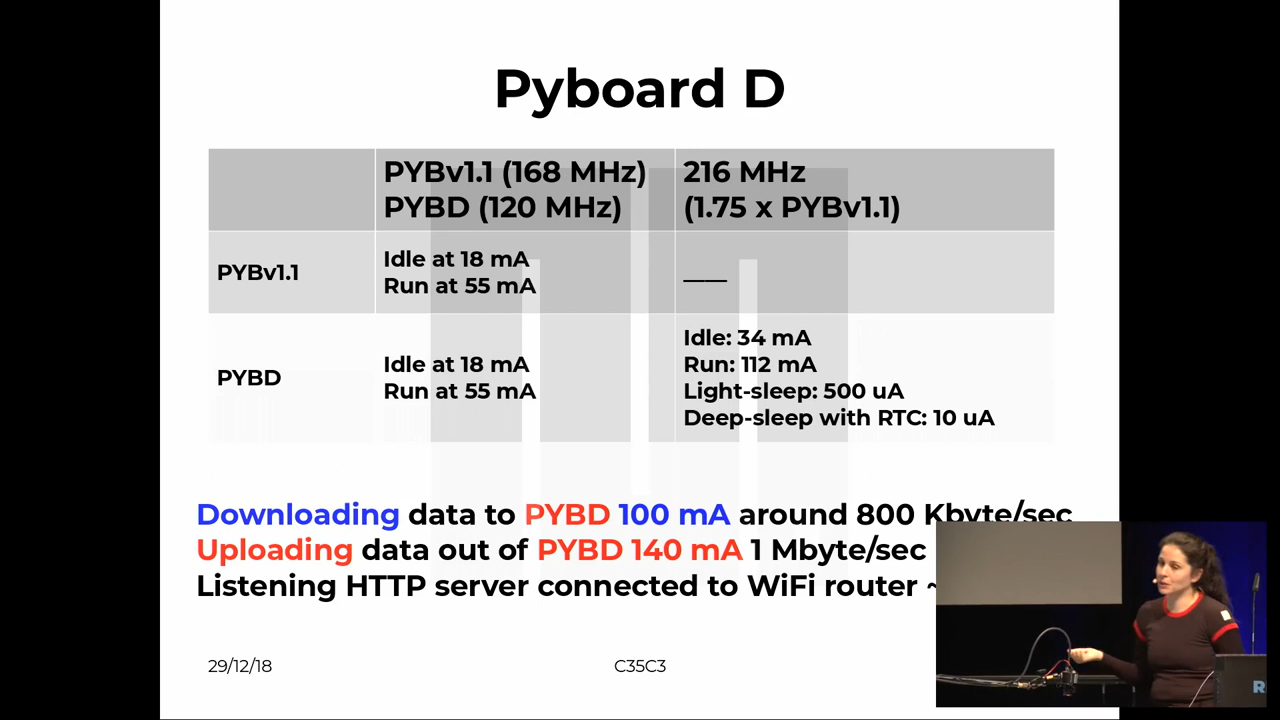 Pyboard D
PYBv1.1 (168 MHz)
PYBD (120 MHz)
216 MHz
(1.75 x PYBv1.1)
PYBv1.1
Idle at 18 mA
Run at 55 mA
——
PYBD
Idle at 18 mA
Run at 55 mA
Idle: 34 mA
Run: 112 mA
Light-sleep: 500 uA
Deep-sleep with RTC: 10 uA
Downloading data to PYBD 100 mA around 800 Kbyte/sec
Uploading data out of PYBD 140 mA 1 Mbyte/sec
Listening HTTP server connected to WiFi router ~
29/12/18
C35C3
R